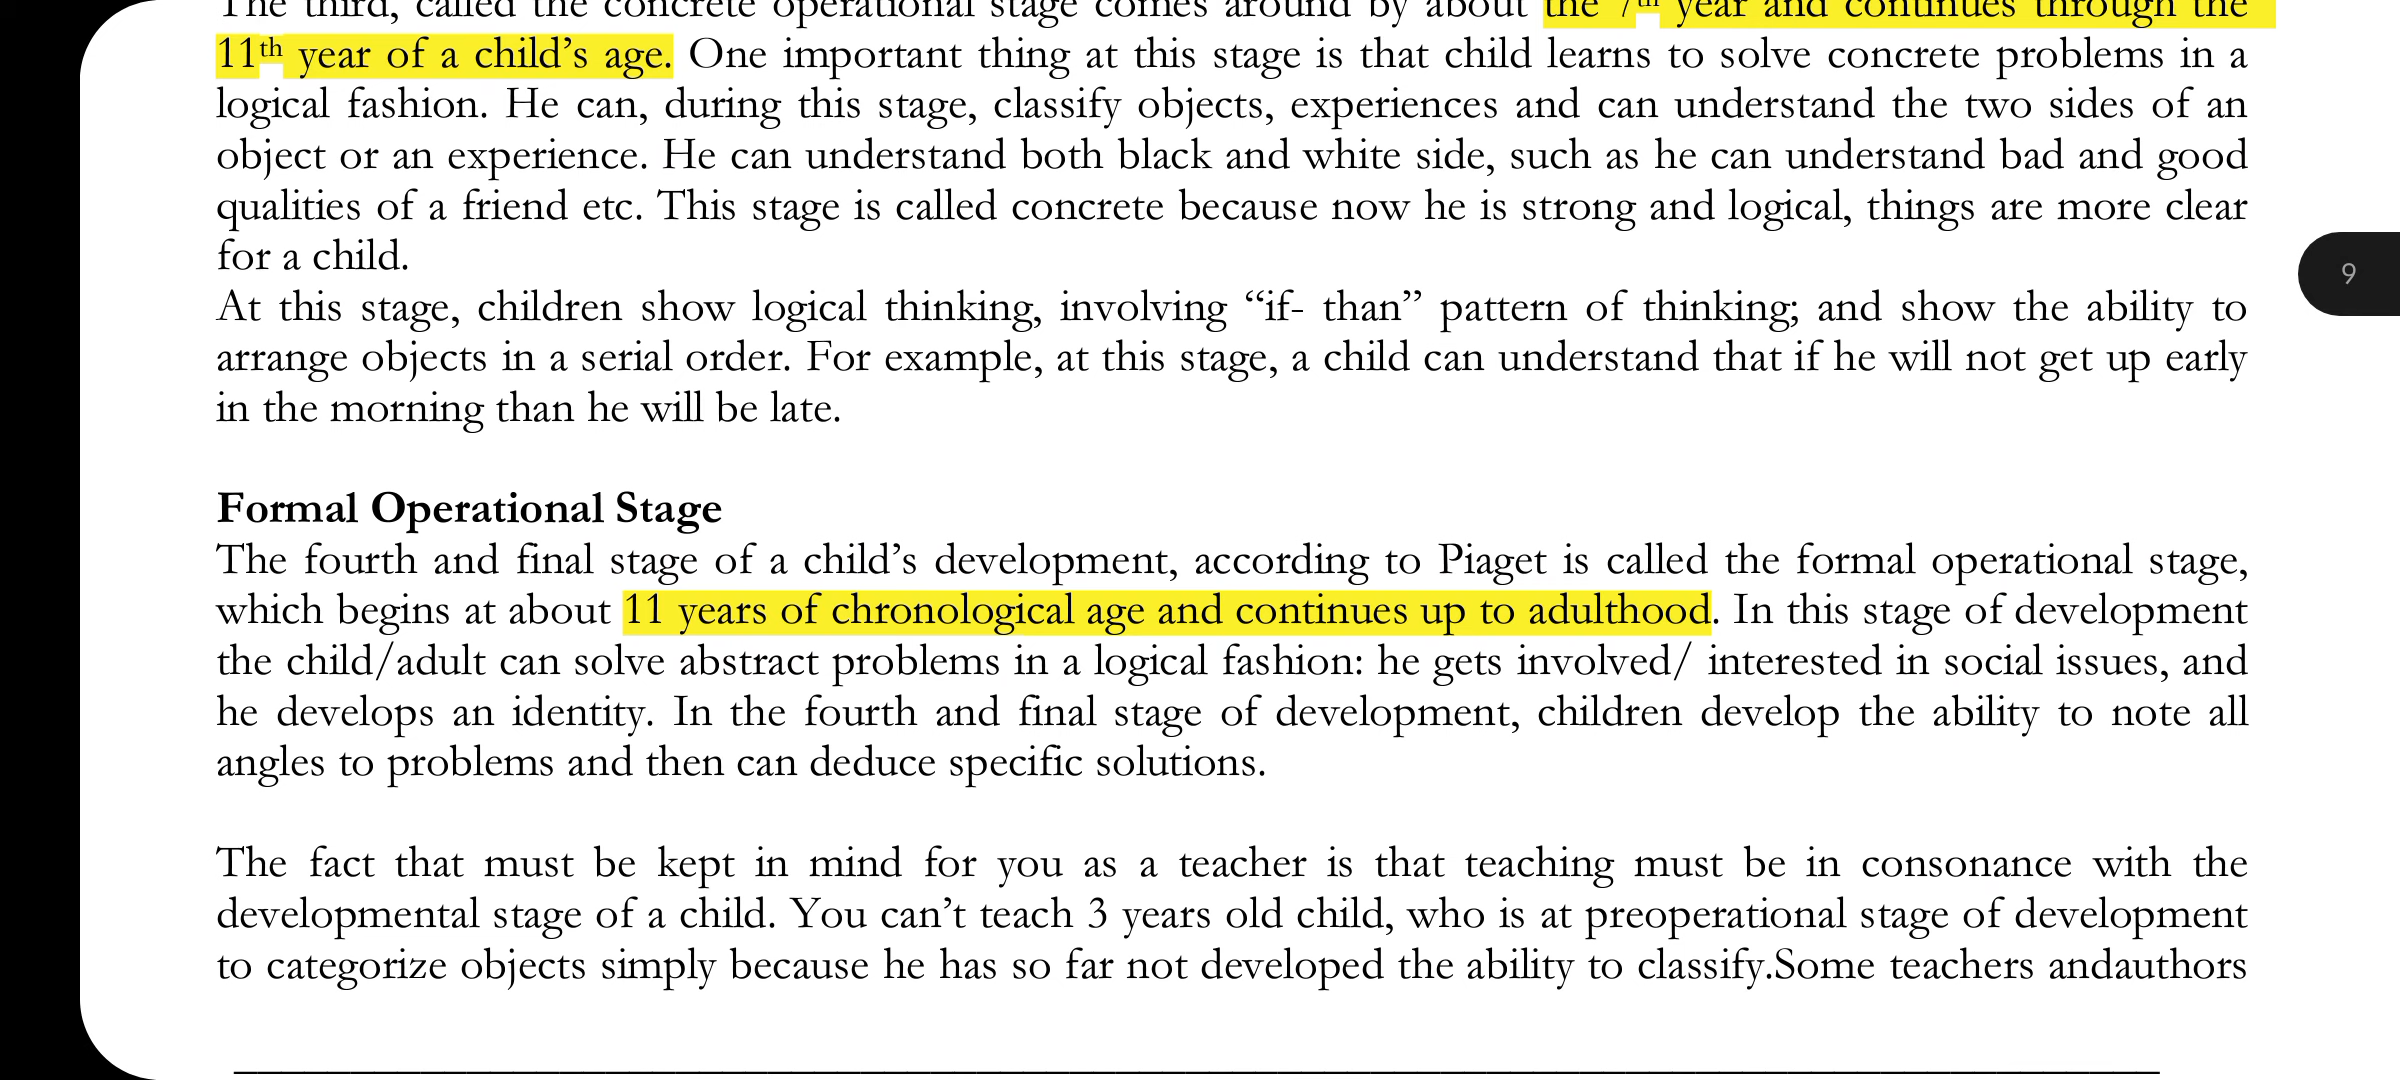 The third, called the concrete operational stage comes around by about the 7th year and continues through the
11th year of a child’s age. One important thing at this stage is that child learns to solve concrete problems in a
logical fashion. He can, during this stage, classify objects, experiences and can understand the two sides of an
object or an experience. He can understand both black and white side, such as he can understand bad and good
qualities of a friend etc. This stage is called concrete because now he is strong and logical, things are more clear
for a child.
9
At this stage, children show logical thinking, involving “if- than” pattern of thinking; and show the ability to
arrange objects in a serial order. For example, at this stage, a child can understand that if he will not get up early
in the morning than he will be late.
Formal Operational Stage
The fourth and final stage of a child’s development, according to Piaget is called the formal operational stage,
which begins at about 11 years of chronological age and continues up to adulthood. In this stage of development
the child/adult can solve abstract problems in a logical fashion: he gets involved/ interested in social issues, and
he develops an identity. In the fourth and final stage of development, children develop the ability to note all
angles to problems and then can deduce specific solutions.
The fact that must be kept in mind for you as a teacher is that teaching must be in consonance with the
developmental stage of a child. You can’t teach 3 years old child, who is at preoperational stage of development
to categorize objects simply because he has so far not developed the ability to classify.Some teachers andauthors